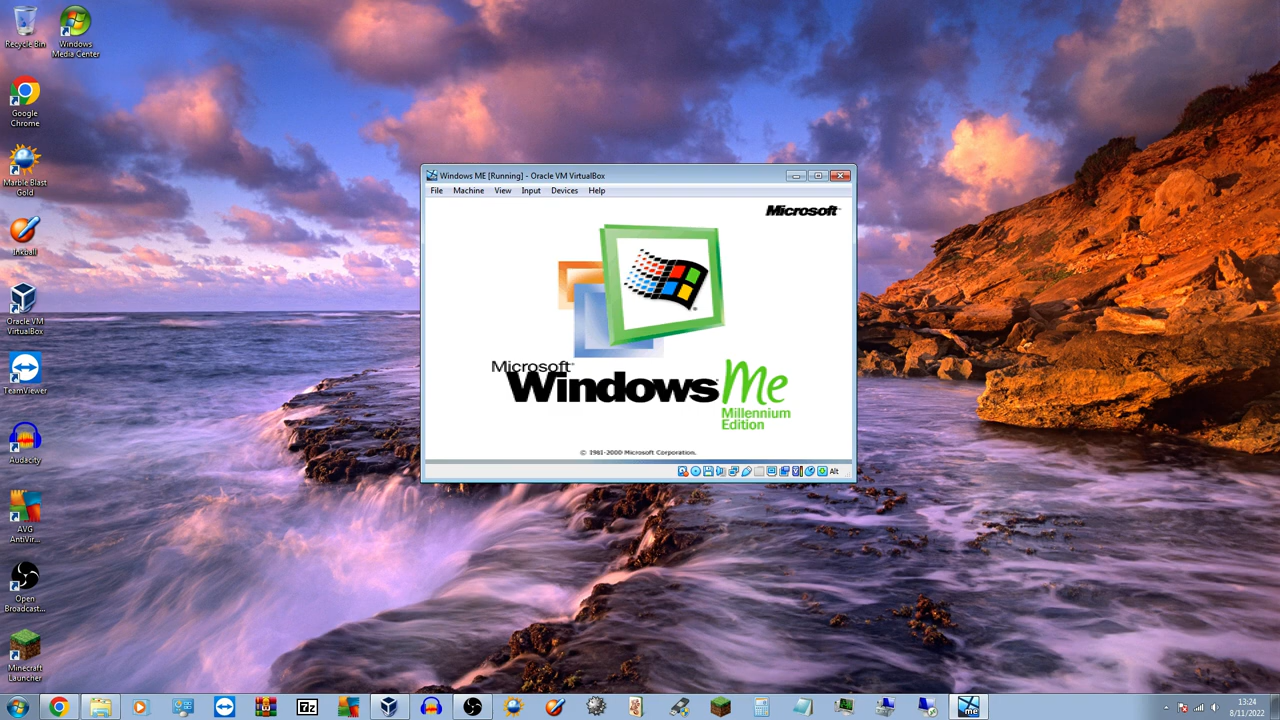 Recycle Bin
Windows
Media Center
Google
Chrome
Marble Blast
Gold
Inkball
Oracle VM
VirtualBox
TeamViewer
Audacity
AVG
AntiVir...
Open
Broadcast...
Minecraft
Launcher
Windows ME [Running] - Oracle VM VirtualBox
File Machine View Input Devices Help
Microsoft
Microsoft
Windows Me
Millennium
Edition
© 1981-2000 Microsoft Corporation.
Alt
7z
me
13:24
8/11/2022